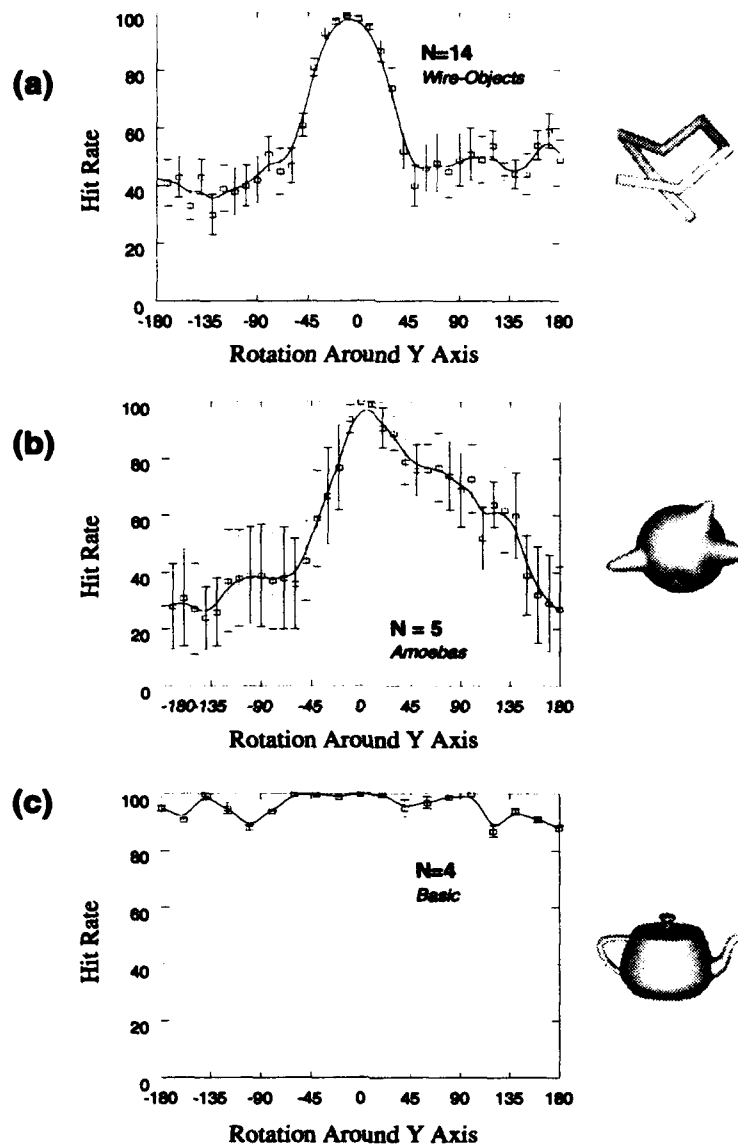 (a)
100
80
60
40
20
0
Hit Rate
N=14
Wire-Objects
-180 -135 -90 -45 0 45 90 135 180
Rotation Around Y Axis
(b)
100
80
60
40
20
0
Hit Rate
N = 5
Amoebas
-180-135 -90 -45 0 45 90 135 180
Rotation Around Y Axis
(c)
100
80
60
40
20
0
Hit Rate
N=4
Basic
-180 -135 -90 -45 0 45 90 135 180
Rotation Around Y Axis